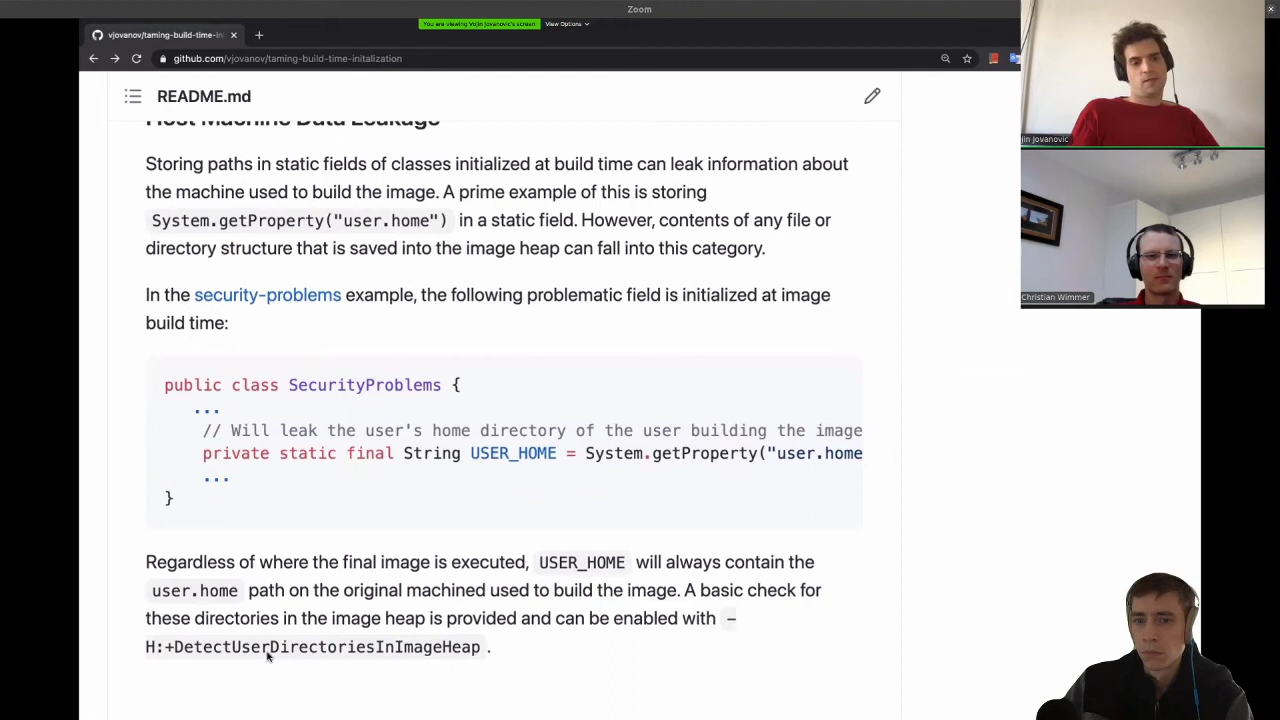 Zoom
You are viewing Vojin Jovanovic's screen View Options
vjovanov/taming-build-time-in
github.com/vjovanov/taming-build-time-initalization
README.md
Host Machine Data Leakage
Storing paths in static fields of classes initialized at build time can leak information about
the machine used to build the image. A prime example of this is storing
System.getProperty("user.home") in a static field. However, contents of any file or
directory structure that is saved into the image heap can fall into this category.
In the security-problems example, the following problematic field is initialized at image
build time:
public class SecurityProblems {
...
// Will leak the user's home directory of the user building the image
private static final String USER_HOME = System.getProperty("user.home
...
}
Regardless of where the final image is executed, USER_HOME will always contain the
user.home path on the original machined used to build the image. A basic check for
these directories in the image heap is provided and can be enabled with -
H:+DetectUserDirectoriesInImageHeap .
jin Jovanovic
Christian Wimmer